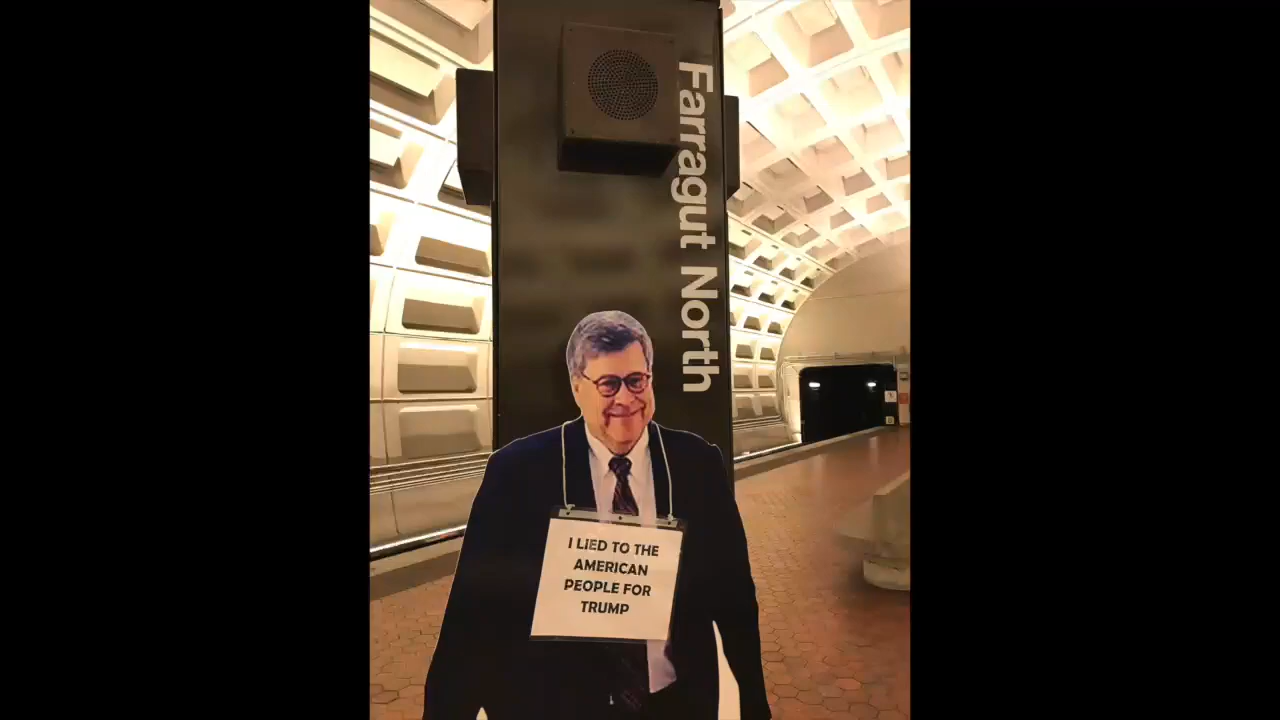 Farragut North
I LIED TO THE
AMERICAN
PEOPLE FOR
TRUMP